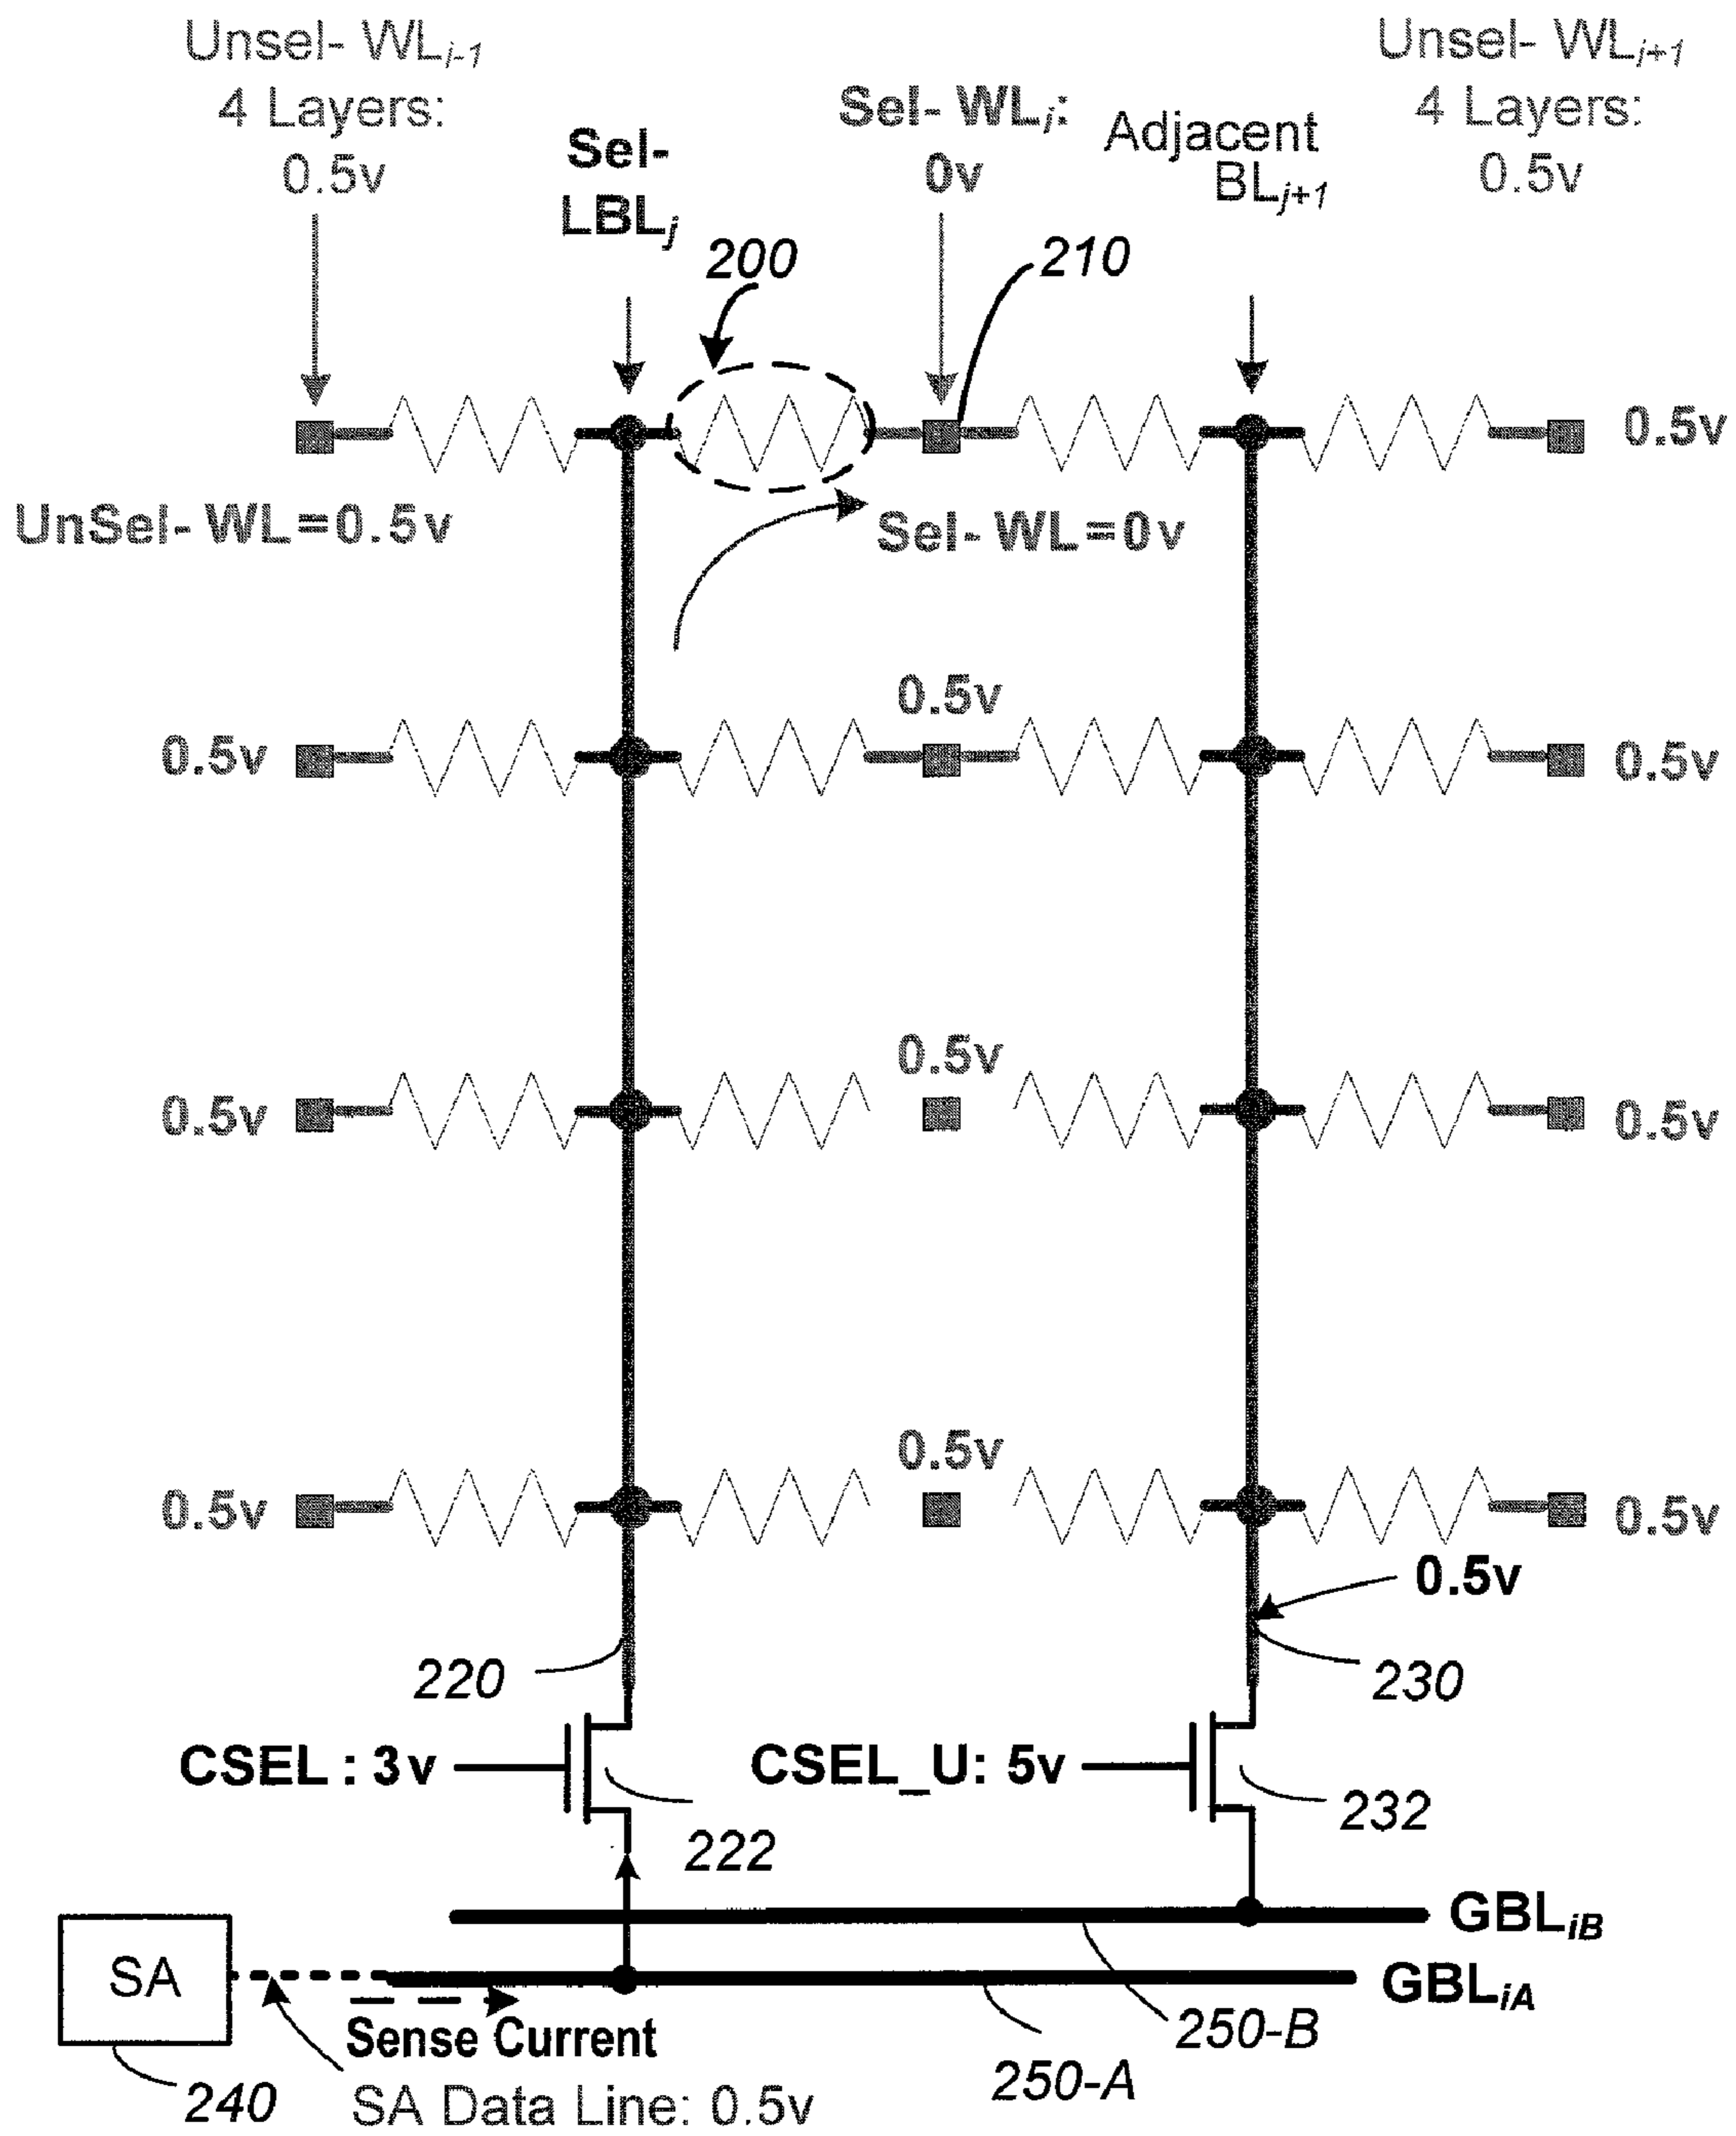 Unsel- WLj-1
4 Layers:
0.5v
Sel-
LBLj
Sel- WLj:
0v
Adjacent
BLj+1
Unsel- WLj+1
4 Layers:
0.5v
200
210
0.5v
UnSel- WL=0.5v
Sel- WL=0v
0.5v
0.5v
0.5v
0.5v
0.5v
0.5v
0.5v
0.5v
0.5v
0.5v
220
230
CSEL : 3v
CSEL_U: 5v
222
232
GBLiB
SA
GBLiA
Sense Current
250-B
250-A
240
SA Data Line: 0.5v